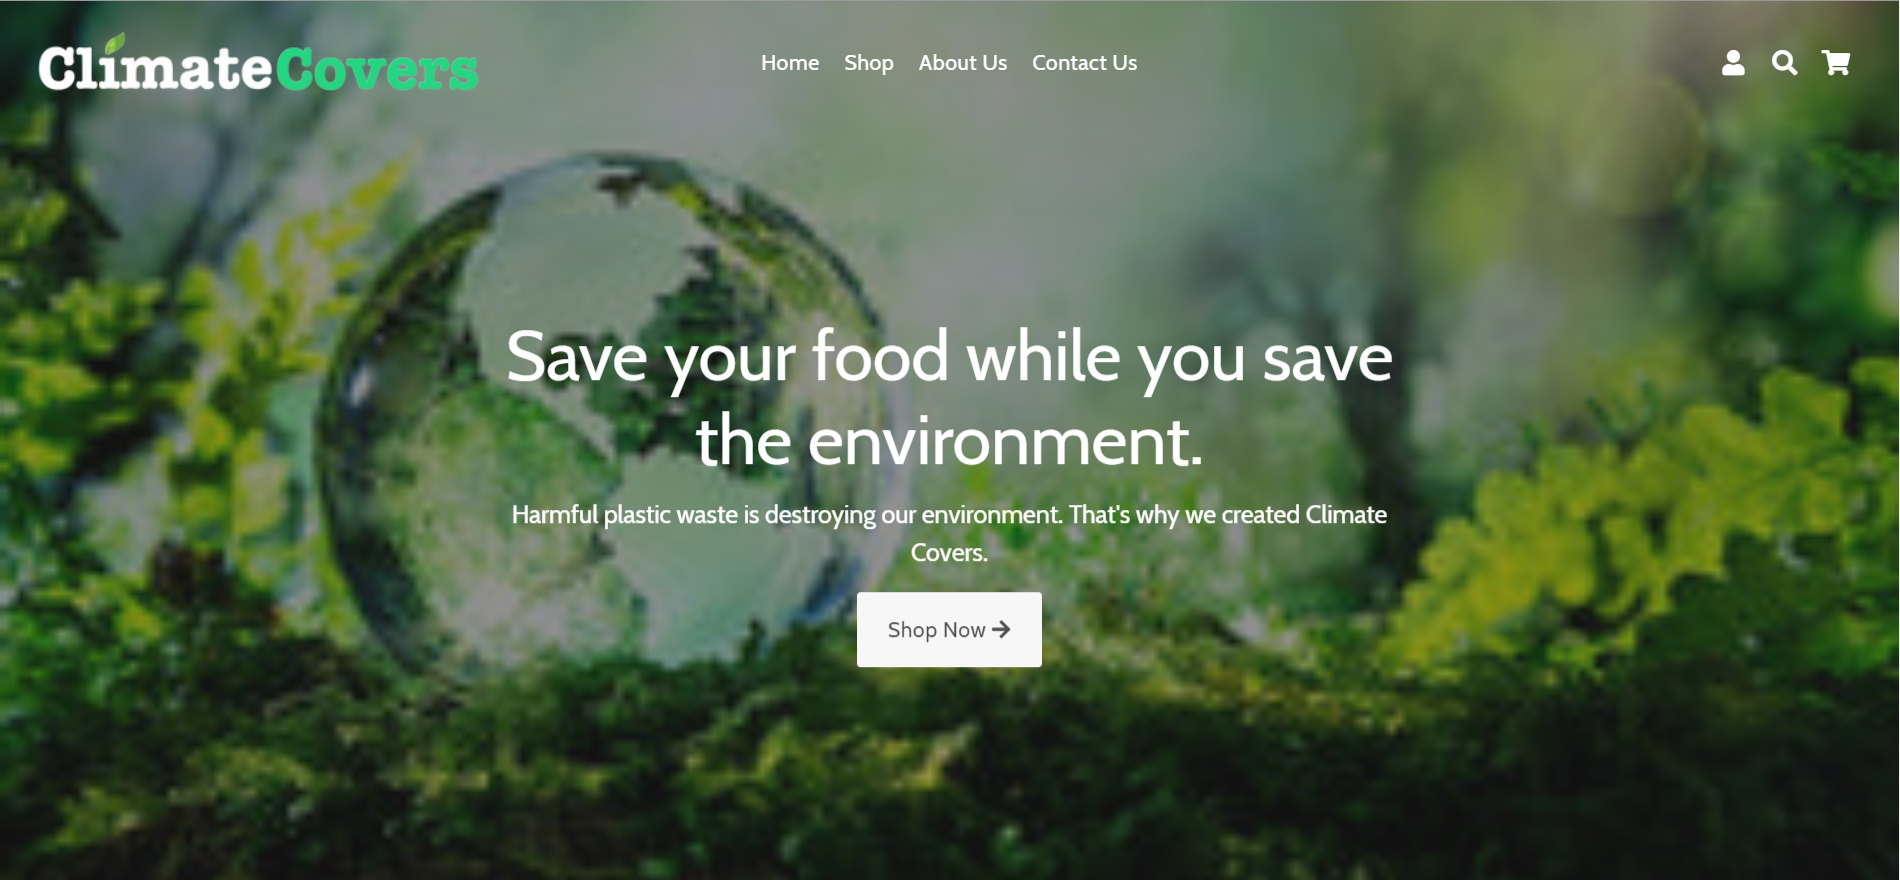 ClimateCovers
Home Shop About Us Contact Us
Save your food while you save
the environment.
Harmful plastic waste is destroying our environment. That's why we created Climate
Covers.
Shop Now